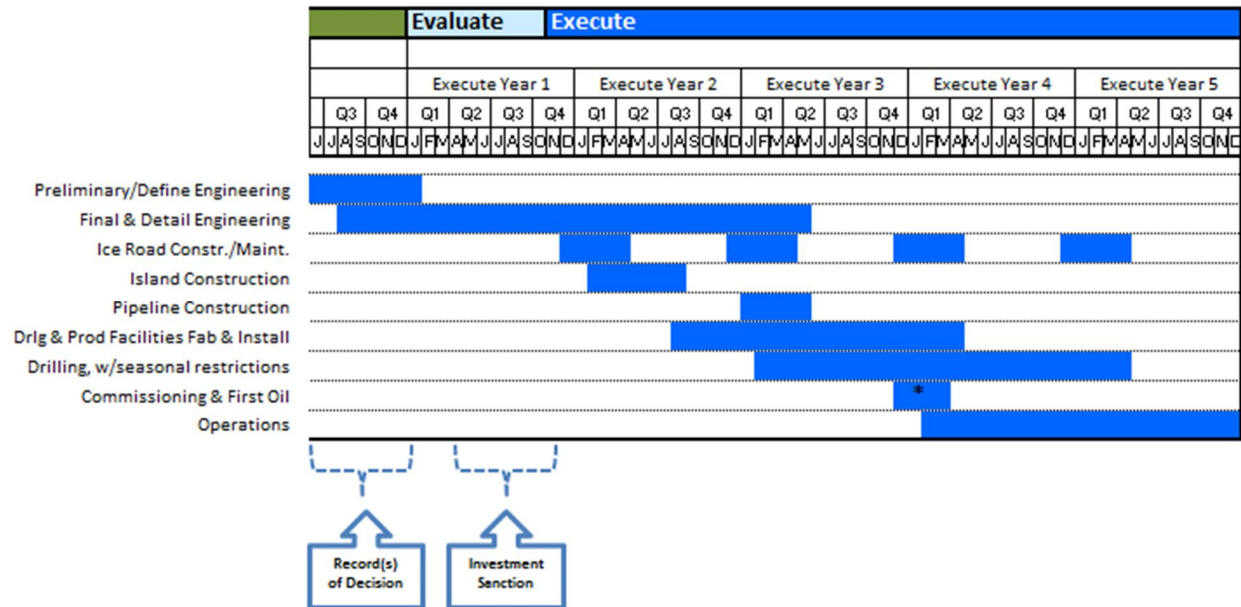 Evaluate Execute
Execute Year 1 Execute Year 2 Execute Year 3 Execute Year 4 Execute Year 5
Q3 Q4 Q1 Q2 Q3 Q4 Q1 Q2 Q3 Q4 Q1 Q2 Q3 Q4 Q1 Q2 Q3 Q4 Q1 Q2 Q3 Q4
J J A S O N D J F M A M J J A S O N D J F M A M J J A S O N D J F M A M J J A S O N D J F M A M J J A S O N D J F M A M J J A S O N D
Preliminary/Define Engineering
Final & Detail Engineering
Ice Road Constr./Maint.
Island Construction
Pipeline Construction
Drlg & Prod Facilities Fab & Install
Drilling, w/seasonal restrictions
Commissioning & First Oil *
Operations
Record(s)
of Decision
Investment
Sanction